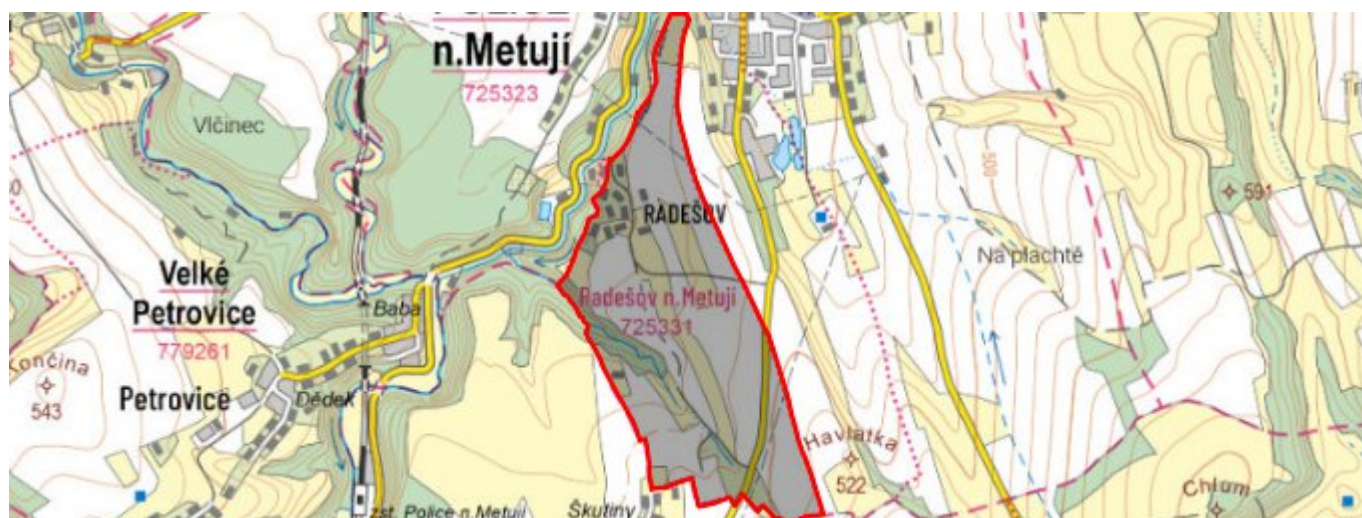 n.Metují
725323
Vlčinec
RADEŠOV
500
591
Na plachtě
Velké
Petrovice
779261
Baba
Radešov n.Metují
725331
Končina
543
Petrovice
Dědek
Havlatka
522
Chlum
zst. Police n.Metují
Škutiny